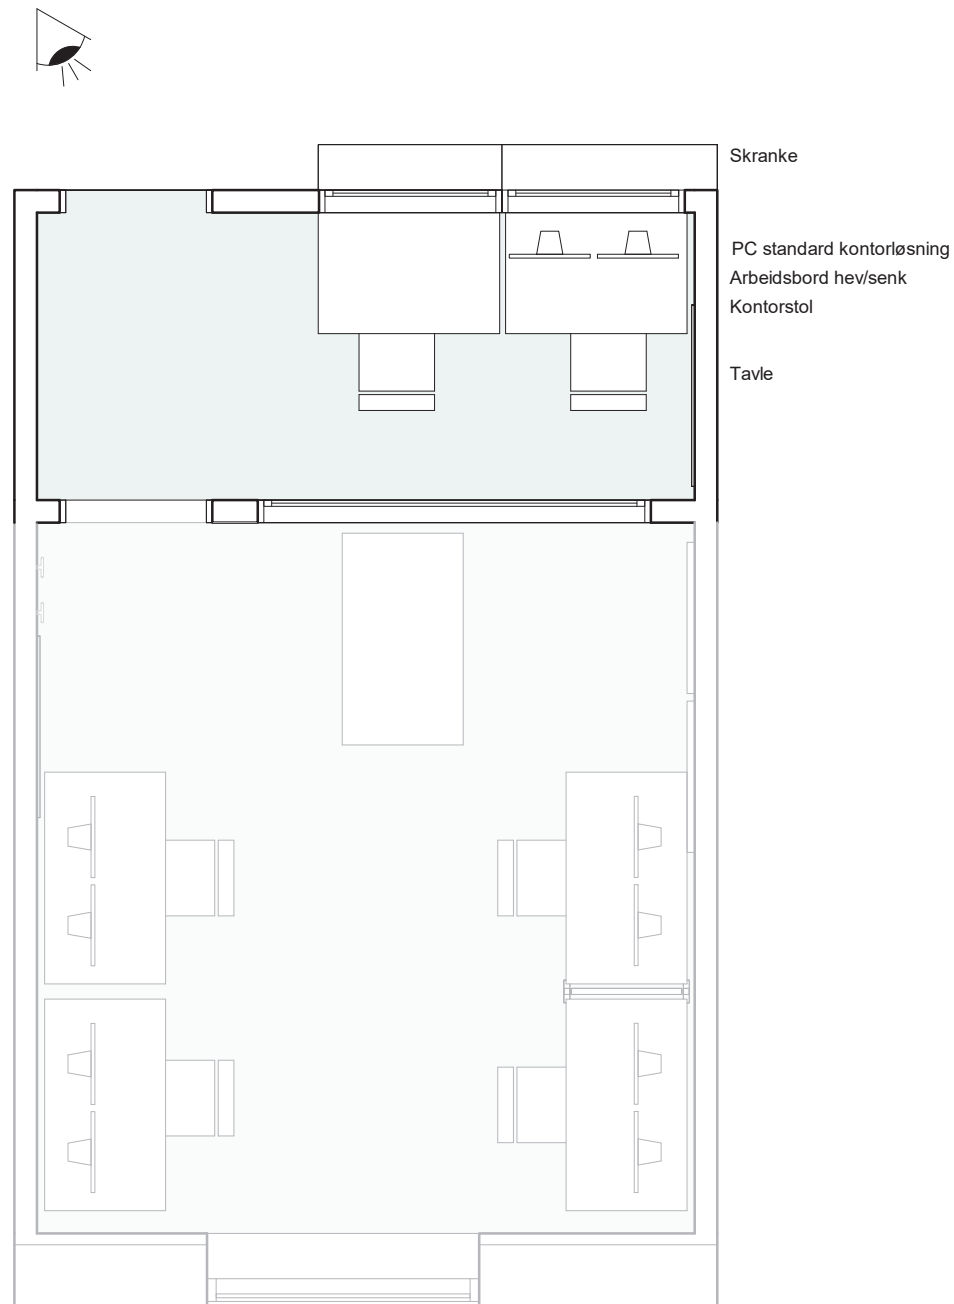 Skranke
PC standard kontorløsning
Arbeidsbord hev/senk
Kontorstol
Tavle